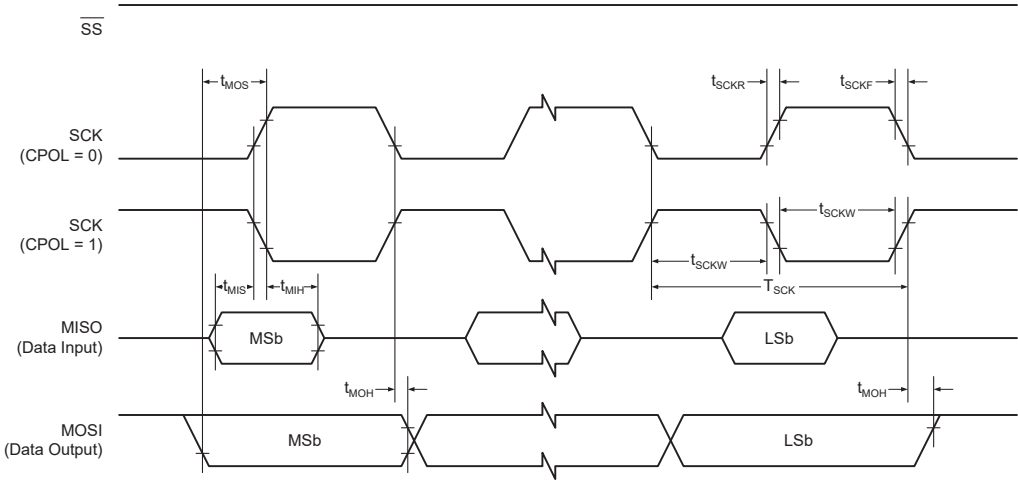 SS
tMOS
tSCKR
tSCKF
SCK
(CPOL = 0)
SCK
(CPOL = 1)
tSCKW
tSCKW
TSCK
tMIS
tMIH
MISO
(Data Input)
MSb
LSb
tMOH
tMOH
MOSI
(Data Output)
MSb
LSb